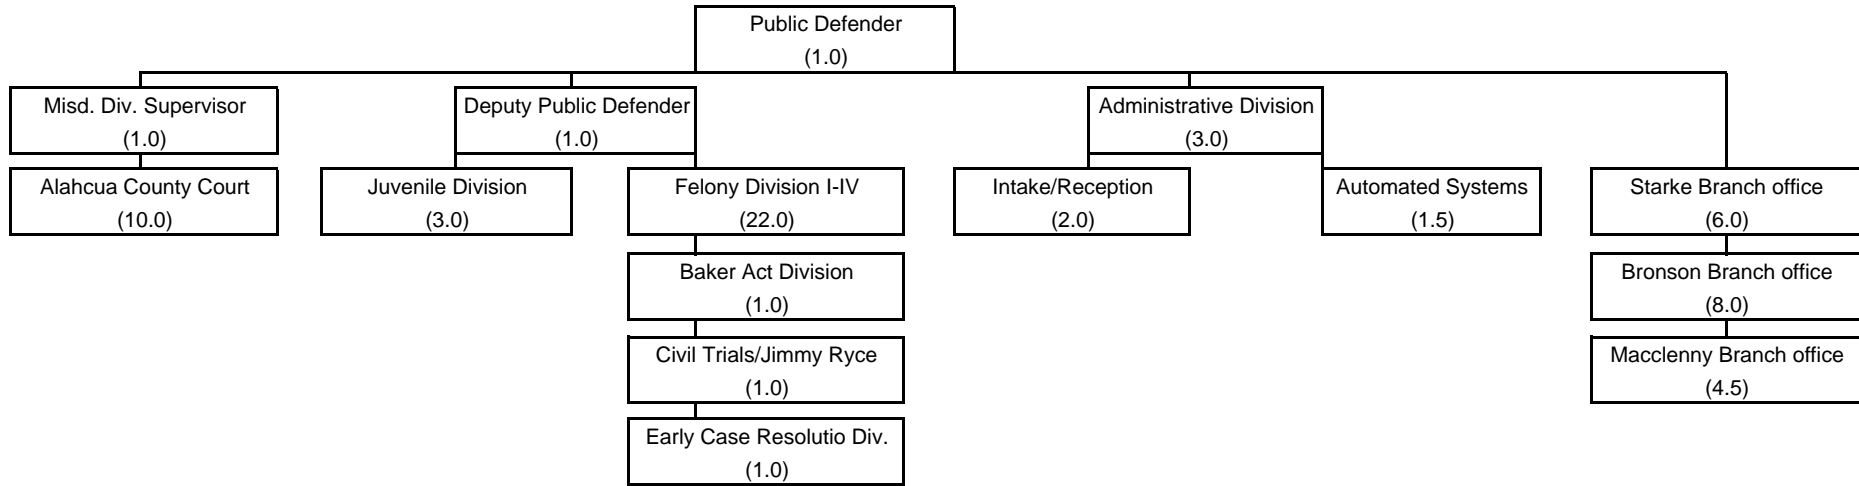 Public Defender
(1.0)
Misd. Div. Supervisor
(1.0)
Deputy Public Defender
(1.0)
Administrative Division
(3.0)
Alahcua County Court
(10.0)
Juvenile Division
(3.0)
Felony Division I-IV
(22.0)
Intake/Reception
(2.0)
Automated Systems
(1.5)
Starke Branch office
(6.0)
Baker Act Division
(1.0)
Bronson Branch office
(8.0)
Civil Trials/Jimmy Ryce
(1.0)
Macclenny Branch office
(4.5)
Early Case Resolutio Div.
(1.0)